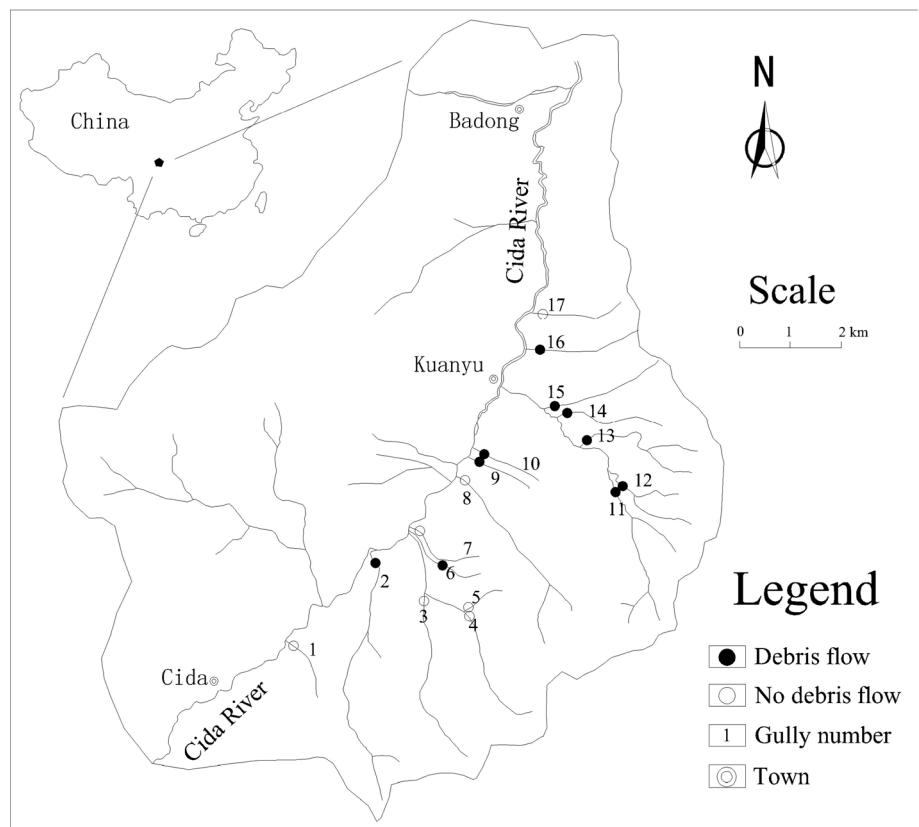 China
Badong
N
Cida River
Scale
0 1 2 km
17
16
Kuanyu
15
14
13
10
12
9
11
8
7
2
6
5
3
4
1
Cida
Cida River
Legend
Debris flow
No debris flow
1 Gully number
Town